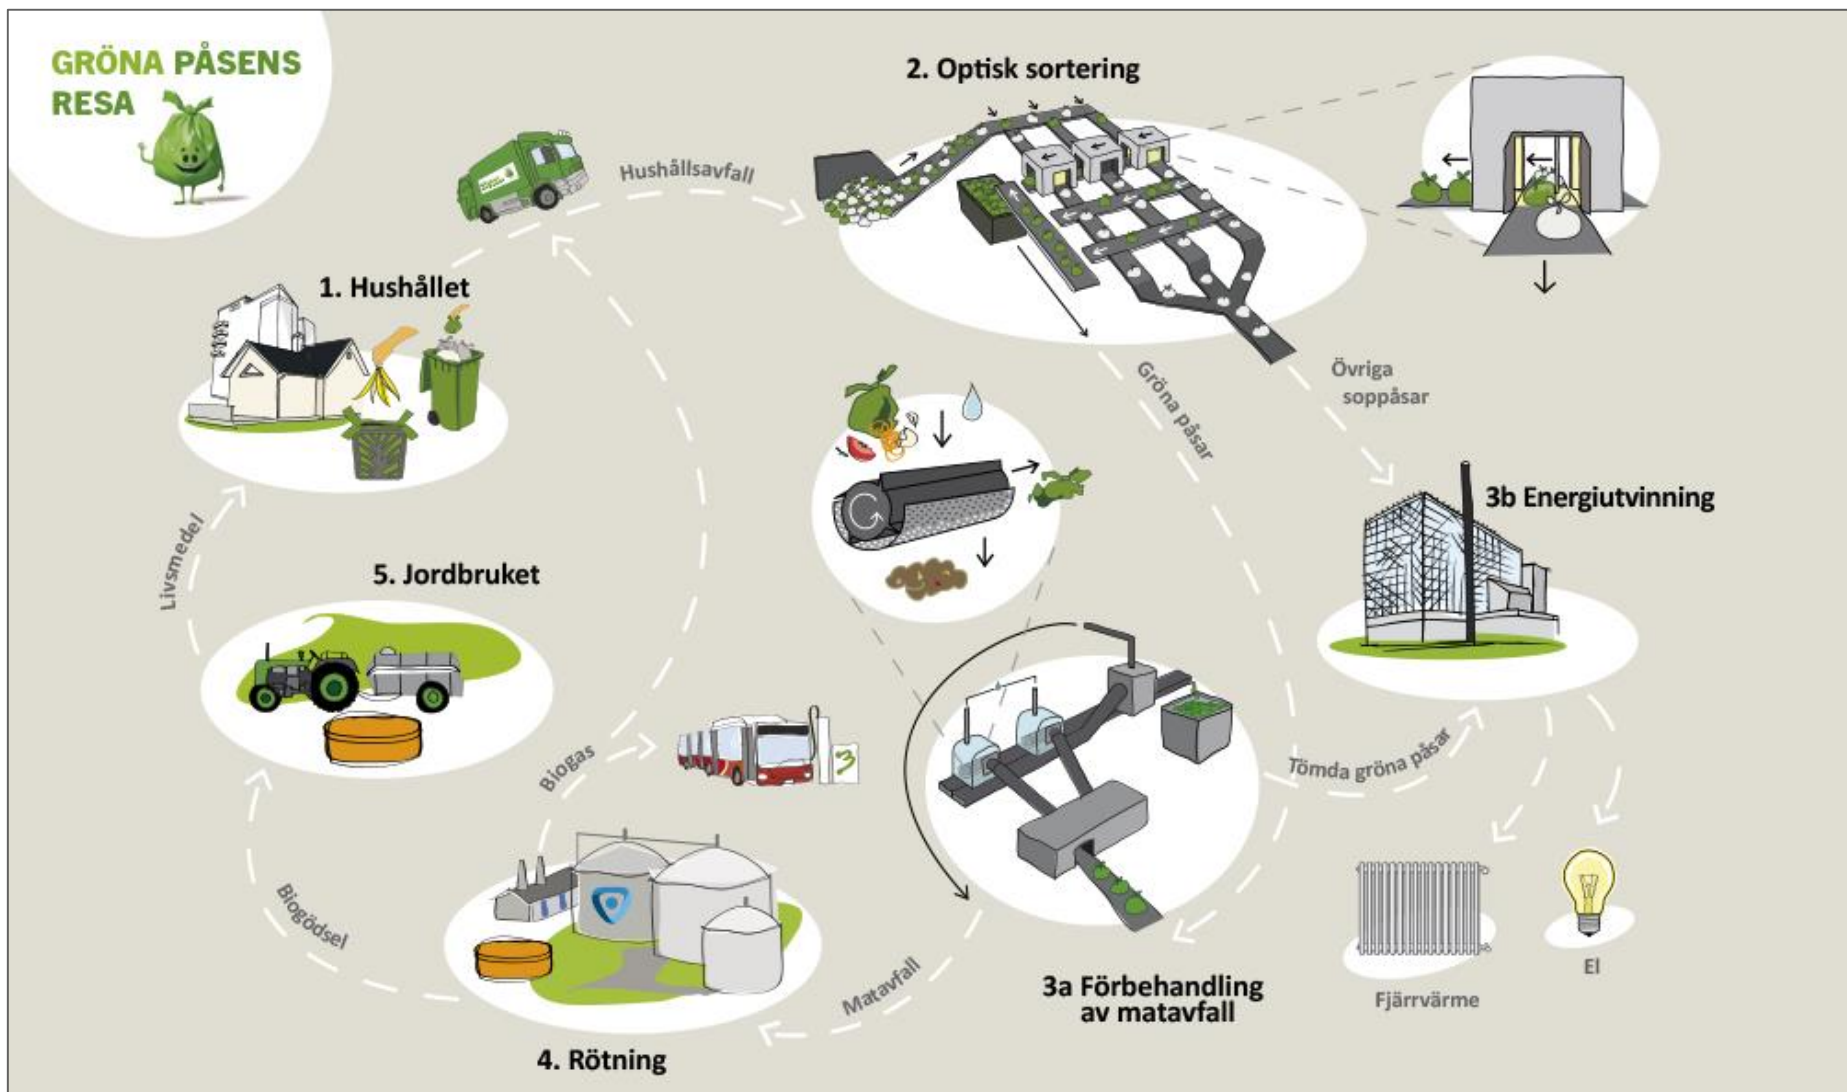 GRÖNA PÅSENS
RESA
2. Optisk sortering
Hushållsavfall
1. Hushållet
Gröna påsar
Övriga
soppåsar
3b Energiutvinning
Livsmedel
5. Jordbruket
Biogas
3
Tömda gröna påsar
Biogödsel
Matavfall
3a Förbehandling
av matavfall
Fjärrvärme
El
4. Rötning